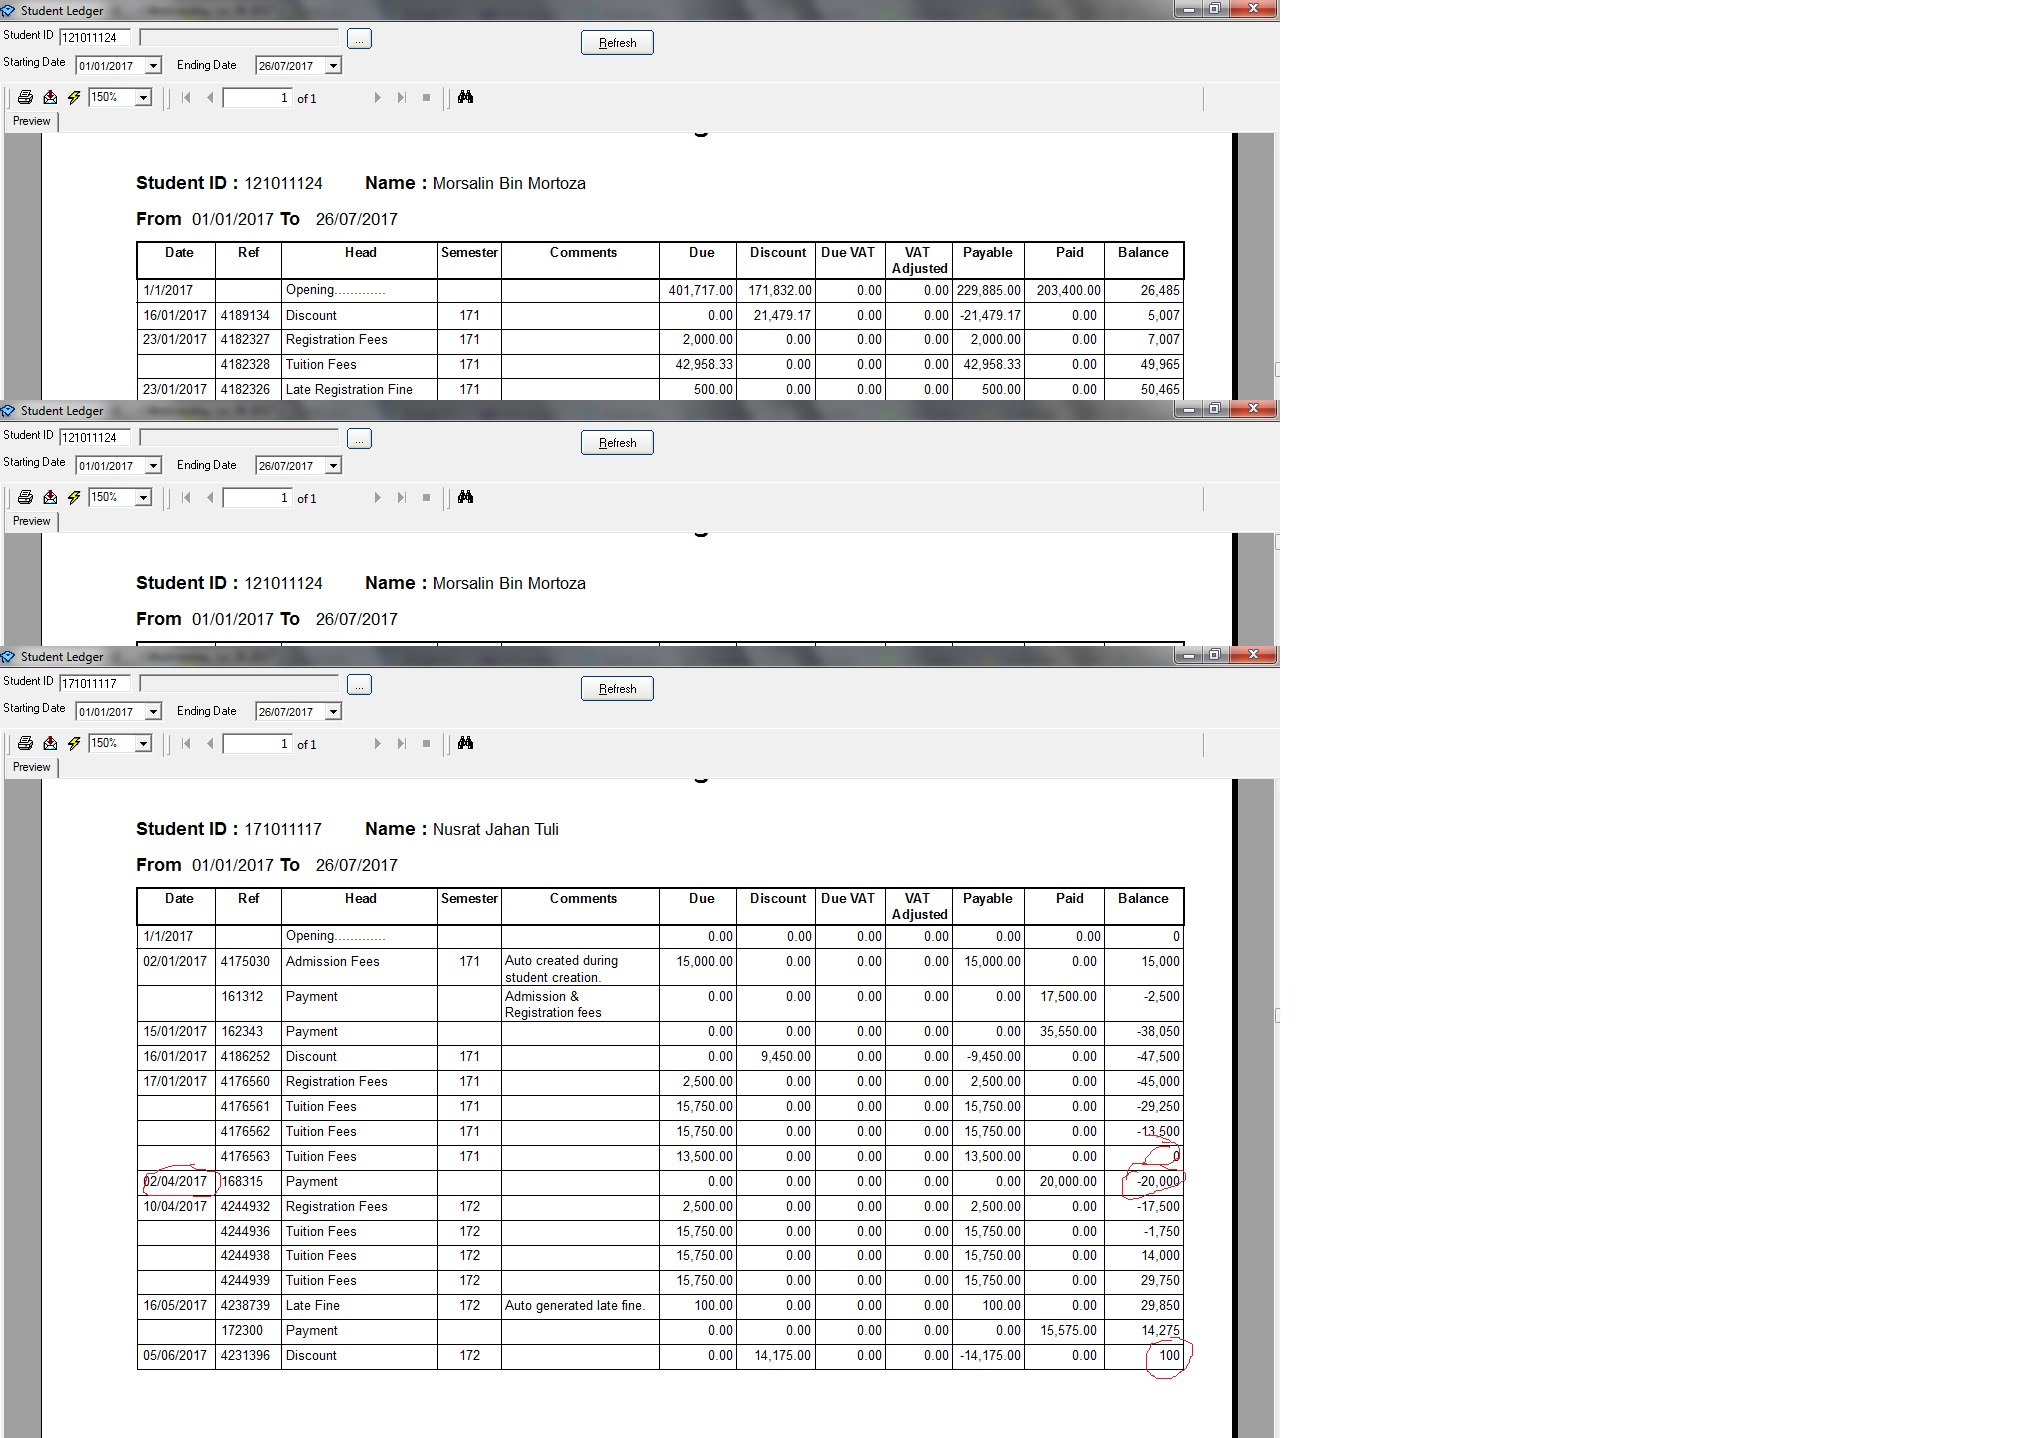 Student Ledger
Student ID 121011124 ... Refresh
Starting Date 01/01/2017 Ending Date 26/07/2017
150% 1 of 1
Preview
Student ID : 121011124 Name : Morsalin Bin Mortoza
From 01/01/2017 To 26/07/2017
Date Ref Head Semester Comments Due Discount Due VAT VAT Adjusted Payable Paid Balance
1/1/2017 Opening............. 401,717.00 171,832.00 0.00 0.00 229,885.00 203,400.00 26,485
16/01/2017 4189134 Discount 171 0.00 21,479.17 0.00 0.00 -21,479.17 0.00 5,007
23/01/2017 4182327 Registration Fees 171 2,000.00 0.00 0.00 0.00 2,000.00 0.00 7,007
4182328 Tuition Fees 171 42,958.33 0.00 0.00 0.00 42,958.33 0.00 49,965
23/01/2017 4182326 Late Registration Fine 171 500.00 0.00 0.00 0.00 500.00 0.00 50,465
Student Ledger
Student ID 121011124 ... Refresh
Starting Date 01/01/2017 Ending Date 26/07/2017
150% 1 of 1
Preview
Student ID : 121011124 Name : Morsalin Bin Mortoza
From 01/01/2017 To 26/07/2017
Student Ledger
Student ID 171011117 ... Refresh
Starting Date 01/01/2017 Ending Date 26/07/2017
150% 1 of 1
Preview
Student ID : 171011117 Name : Nusrat Jahan Tuli
From 01/01/2017 To 26/07/2017
Date Ref Head Semester Comments Due Discount Due VAT VAT Adjusted Payable Paid Balance
1/1/2017 Opening............. 0.00 0.00 0.00 0.00 0.00 0.00 0
02/01/2017 4175030 Admission Fees 171 Auto created during student creation. 15,000.00 0.00 0.00 0.00 15,000.00 0.00 15,000
161312 Payment Admission & Registration fees 0.00 0.00 0.00 0.00 0.00 17,500.00 -2,500
15/01/2017 162343 Payment 0.00 0.00 0.00 0.00 0.00 35,550.00 -38,050
16/01/2017 4186252 Discount 171 0.00 9,450.00 0.00 0.00 -9,450.00 0.00 -47,500
17/01/2017 4176560 Registration Fees 171 2,500.00 0.00 0.00 0.00 2,500.00 0.00 -45,000
4176561 Tuition Fees 171 15,750.00 0.00 0.00 0.00 15,750.00 0.00 -29,250
4176562 Tuition Fees 171 15,750.00 0.00 0.00 0.00 15,750.00 0.00 -13,500
4176563 Tuition Fees 171 13,500.00 0.00 0.00 0.00 13,500.00 0.00 0
02/04/2017 168315 Payment 0.00 0.00 0.00 0.00 0.00 20,000.00 -20,000
10/04/2017 4244932 Registration Fees 172 2,500.00 0.00 0.00 0.00 2,500.00 0.00 -17,500
4244936 Tuition Fees 172 15,750.00 0.00 0.00 0.00 15,750.00 0.00 -1,750
4244938 Tuition Fees 172 15,750.00 0.00 0.00 0.00 15,750.00 0.00 14,000
4244939 Tuition Fees 172 15,750.00 0.00 0.00 0.00 15,750.00 0.00 29,750
16/05/2017 4238739 Late Fine 172 Auto generated late fine. 100.00 0.00 0.00 0.00 100.00 0.00 29,850
172300 Payment 0.00 0.00 0.00 0.00 0.00 15,575.00 14,275
05/06/2017 4231396 Discount 172 0.00 14,175.00 0.00 0.00 -14,175.00 0.00 100